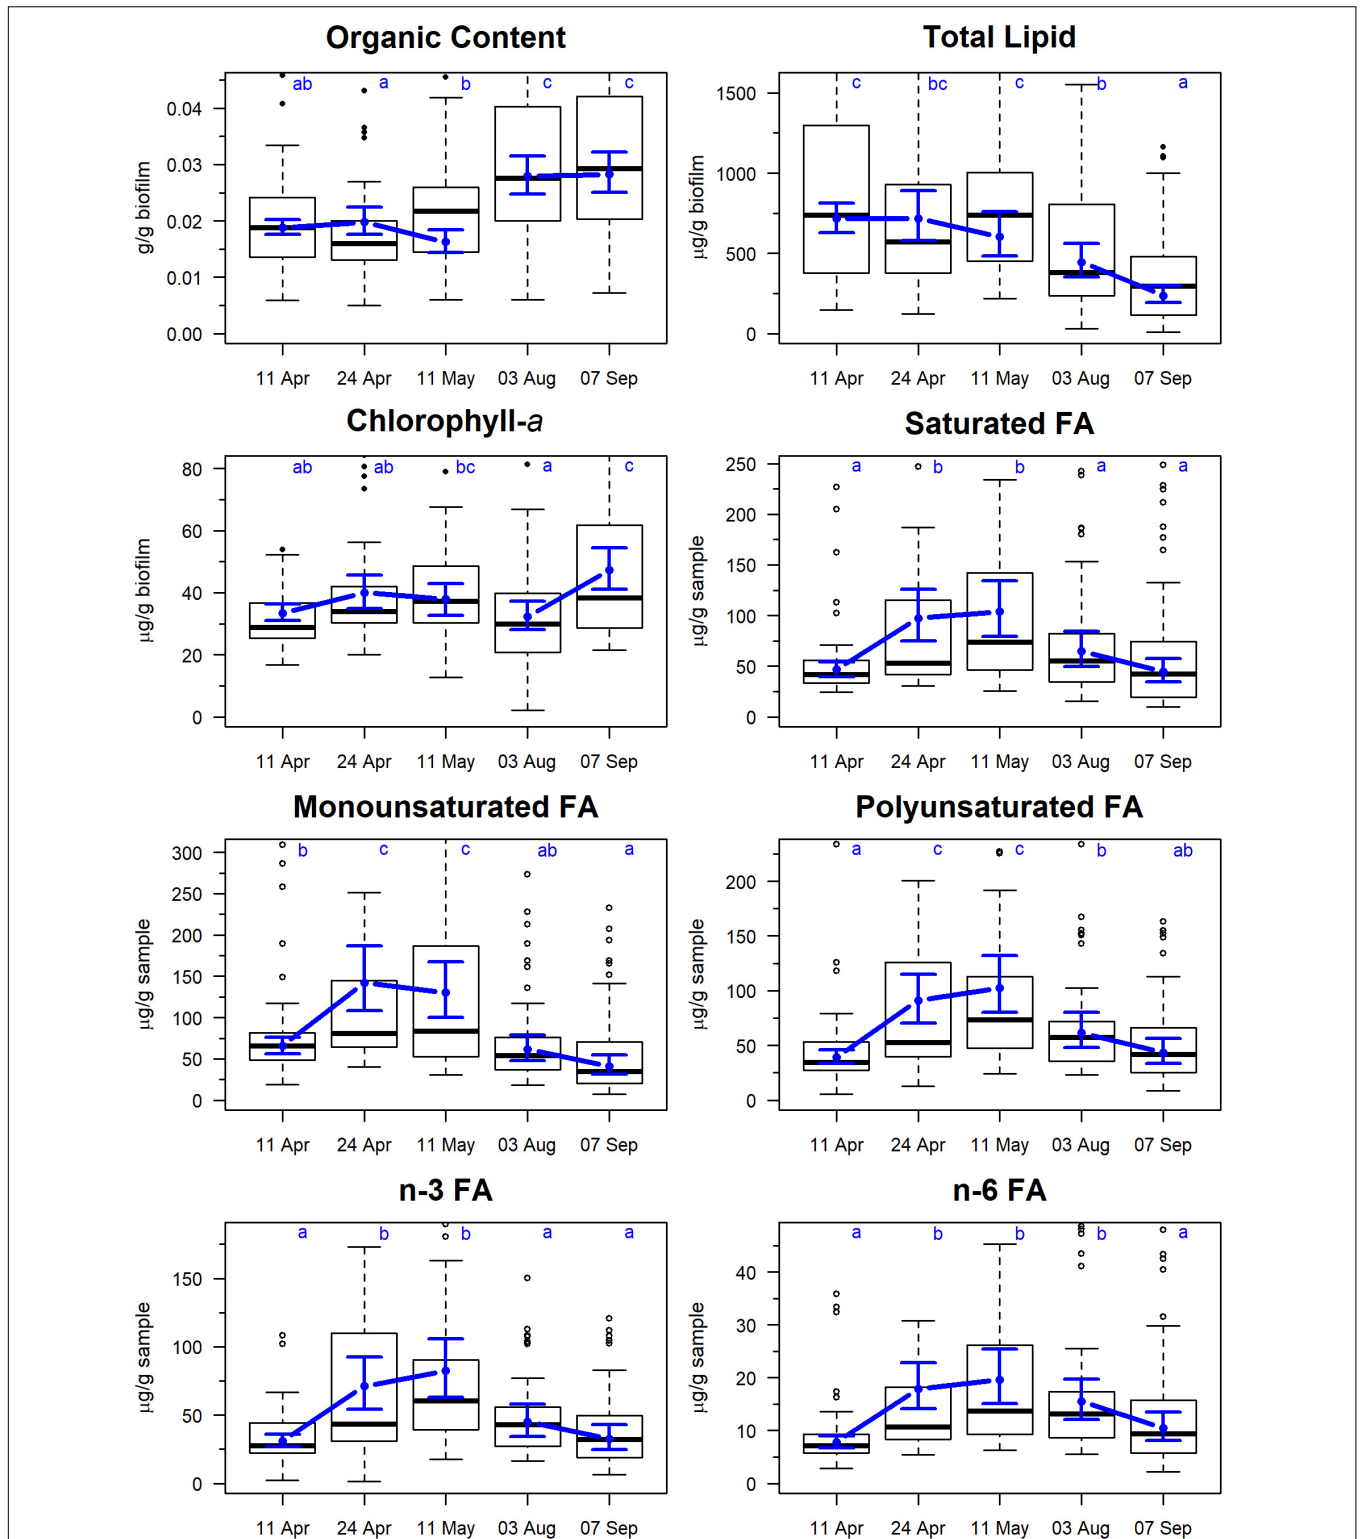 Organic Content
ab a b c c
0.04
0.03
0.02
0.01
0.00
g/g biofilm
11 Apr 24 Apr 11 May 03 Aug 07 Sep
Total Lipid
c bc c b a
1500
1000
500
0
µg/g biofilm
11 Apr 24 Apr 11 May 03 Aug 07 Sep
Chlorophyll-a
ab ab bc a c
80
60
40
20
0
µg/g biofilm
11 Apr 24 Apr 11 May 03 Aug 07 Sep
Saturated FA
a b b a a
250
200
150
100
50
0
µg/g sample
11 Apr 24 Apr 11 May 03 Aug 07 Sep
Monounsaturated FA
b c c ab a
300
250
200
150
100
50
0
µg/g sample
11 Apr 24 Apr 11 May 03 Aug 07 Sep
Polyunsaturated FA
a c c b ab
200
150
100
50
0
µg/g sample
11 Apr 24 Apr 11 May 03 Aug 07 Sep
n-3 FA
a b b a a
150
100
50
0
µg/g sample
11 Apr 24 Apr 11 May 03 Aug 07 Sep
n-6 FA
a b b b a
40
30
20
10
0
µg/g sample
11 Apr 24 Apr 11 May 03 Aug 07 Sep